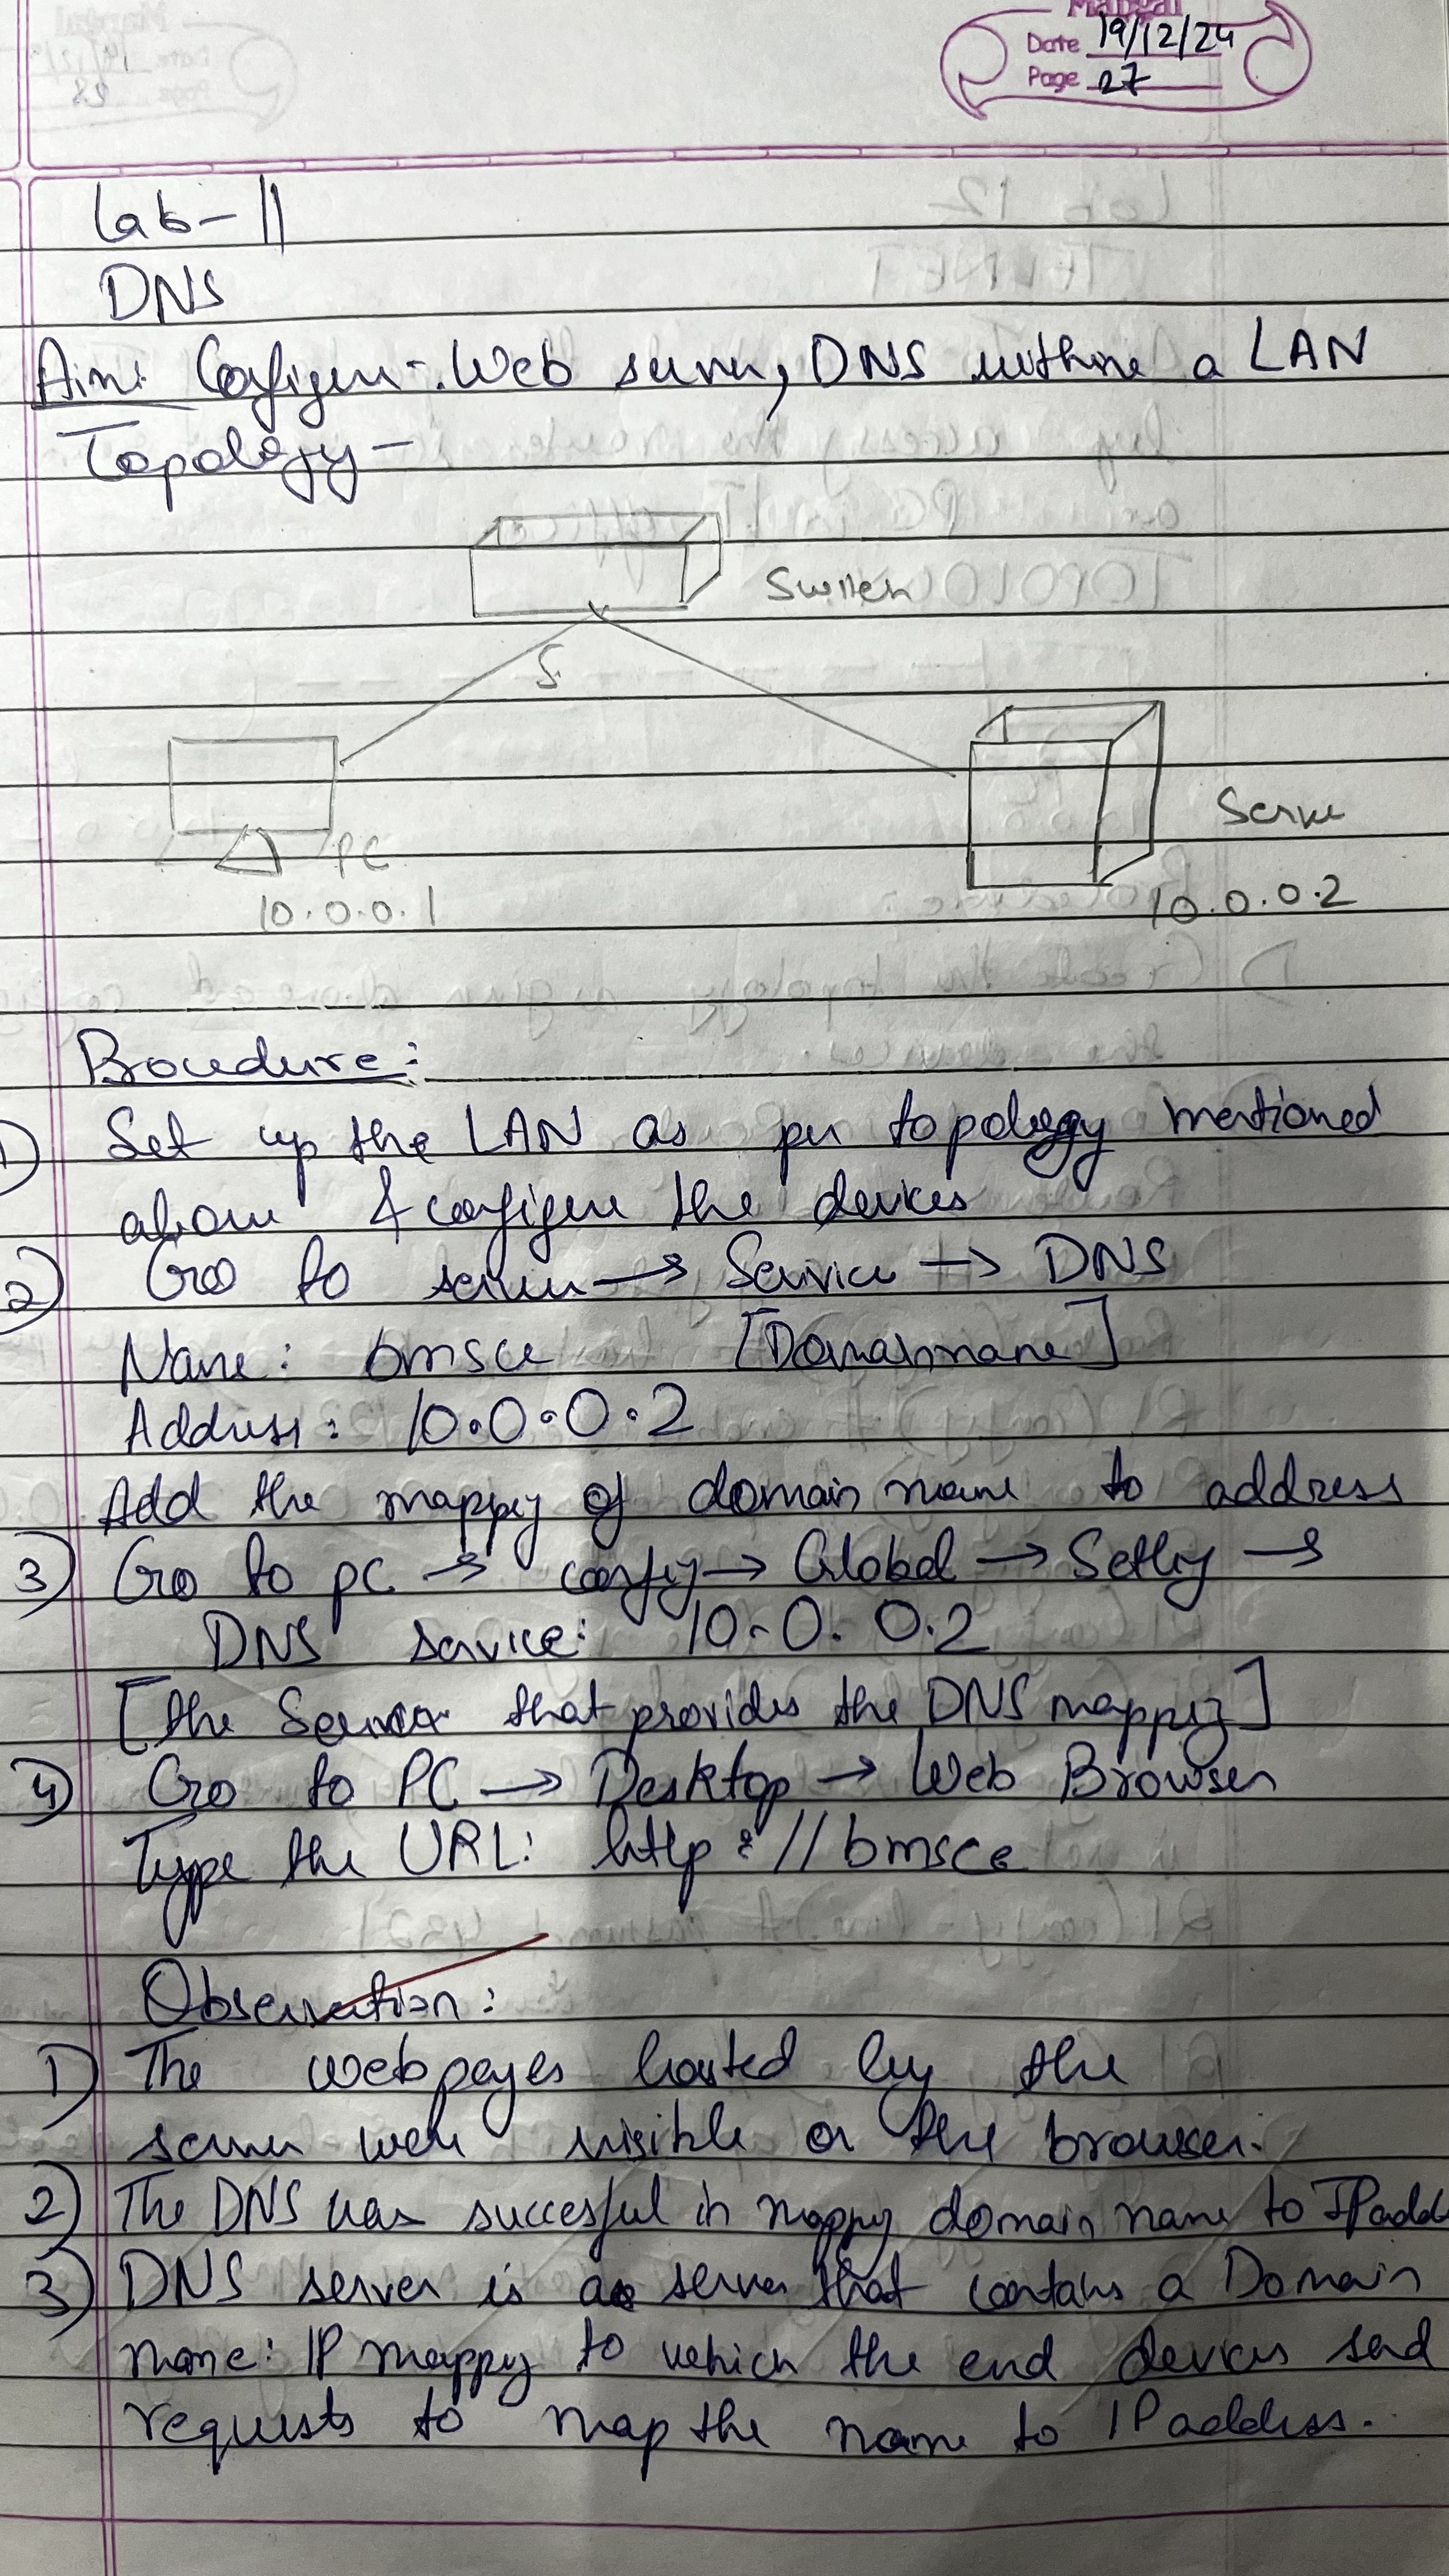 Mangal
Date 19/12/24
Page 27
Lab - 11
DNS
Aim: Configure Web server, DNS within a LAN
Topology -
Switch
S
PC
10.0.0.1
Server
10.0.0.2
Procedure:
1) Set up the LAN as per topology mentioned
above & configure the devices
2) Go to server → Service → DNS
Name: bmsce [Domain name]
Address: 10.0.0.2
Add the mapping of domain name to address
3) Go to pc → config → Global → Setting →
DNS service: 10.0.0.2
[the Server that provides the DNS mapping]
4) Go to PC → Desktop → Web Browser
Type the URL: http://bmsce
Observation:
1) The webpages hosted by the
server were visible on the browser.
2) The DNS was succesful in mapping domain name to IP add
3) DNS server is a server that contains a Domain
name: IP mapping to which the end devices send
requests to map the name to IP address.